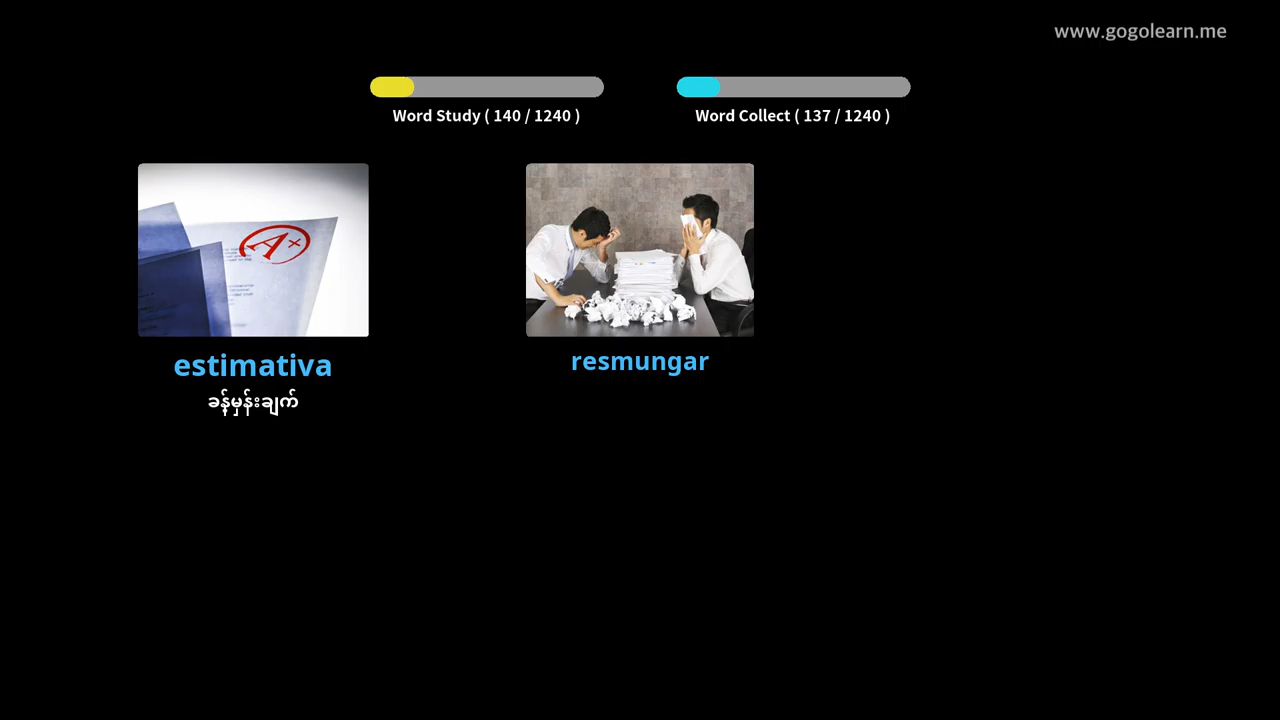 www.gogolearn.me
Word Study ( 140 / 1240 )
Word Collect ( 137 / 1240 )
A+
estimativa
resmungar
ခန့်မှန်းချက်